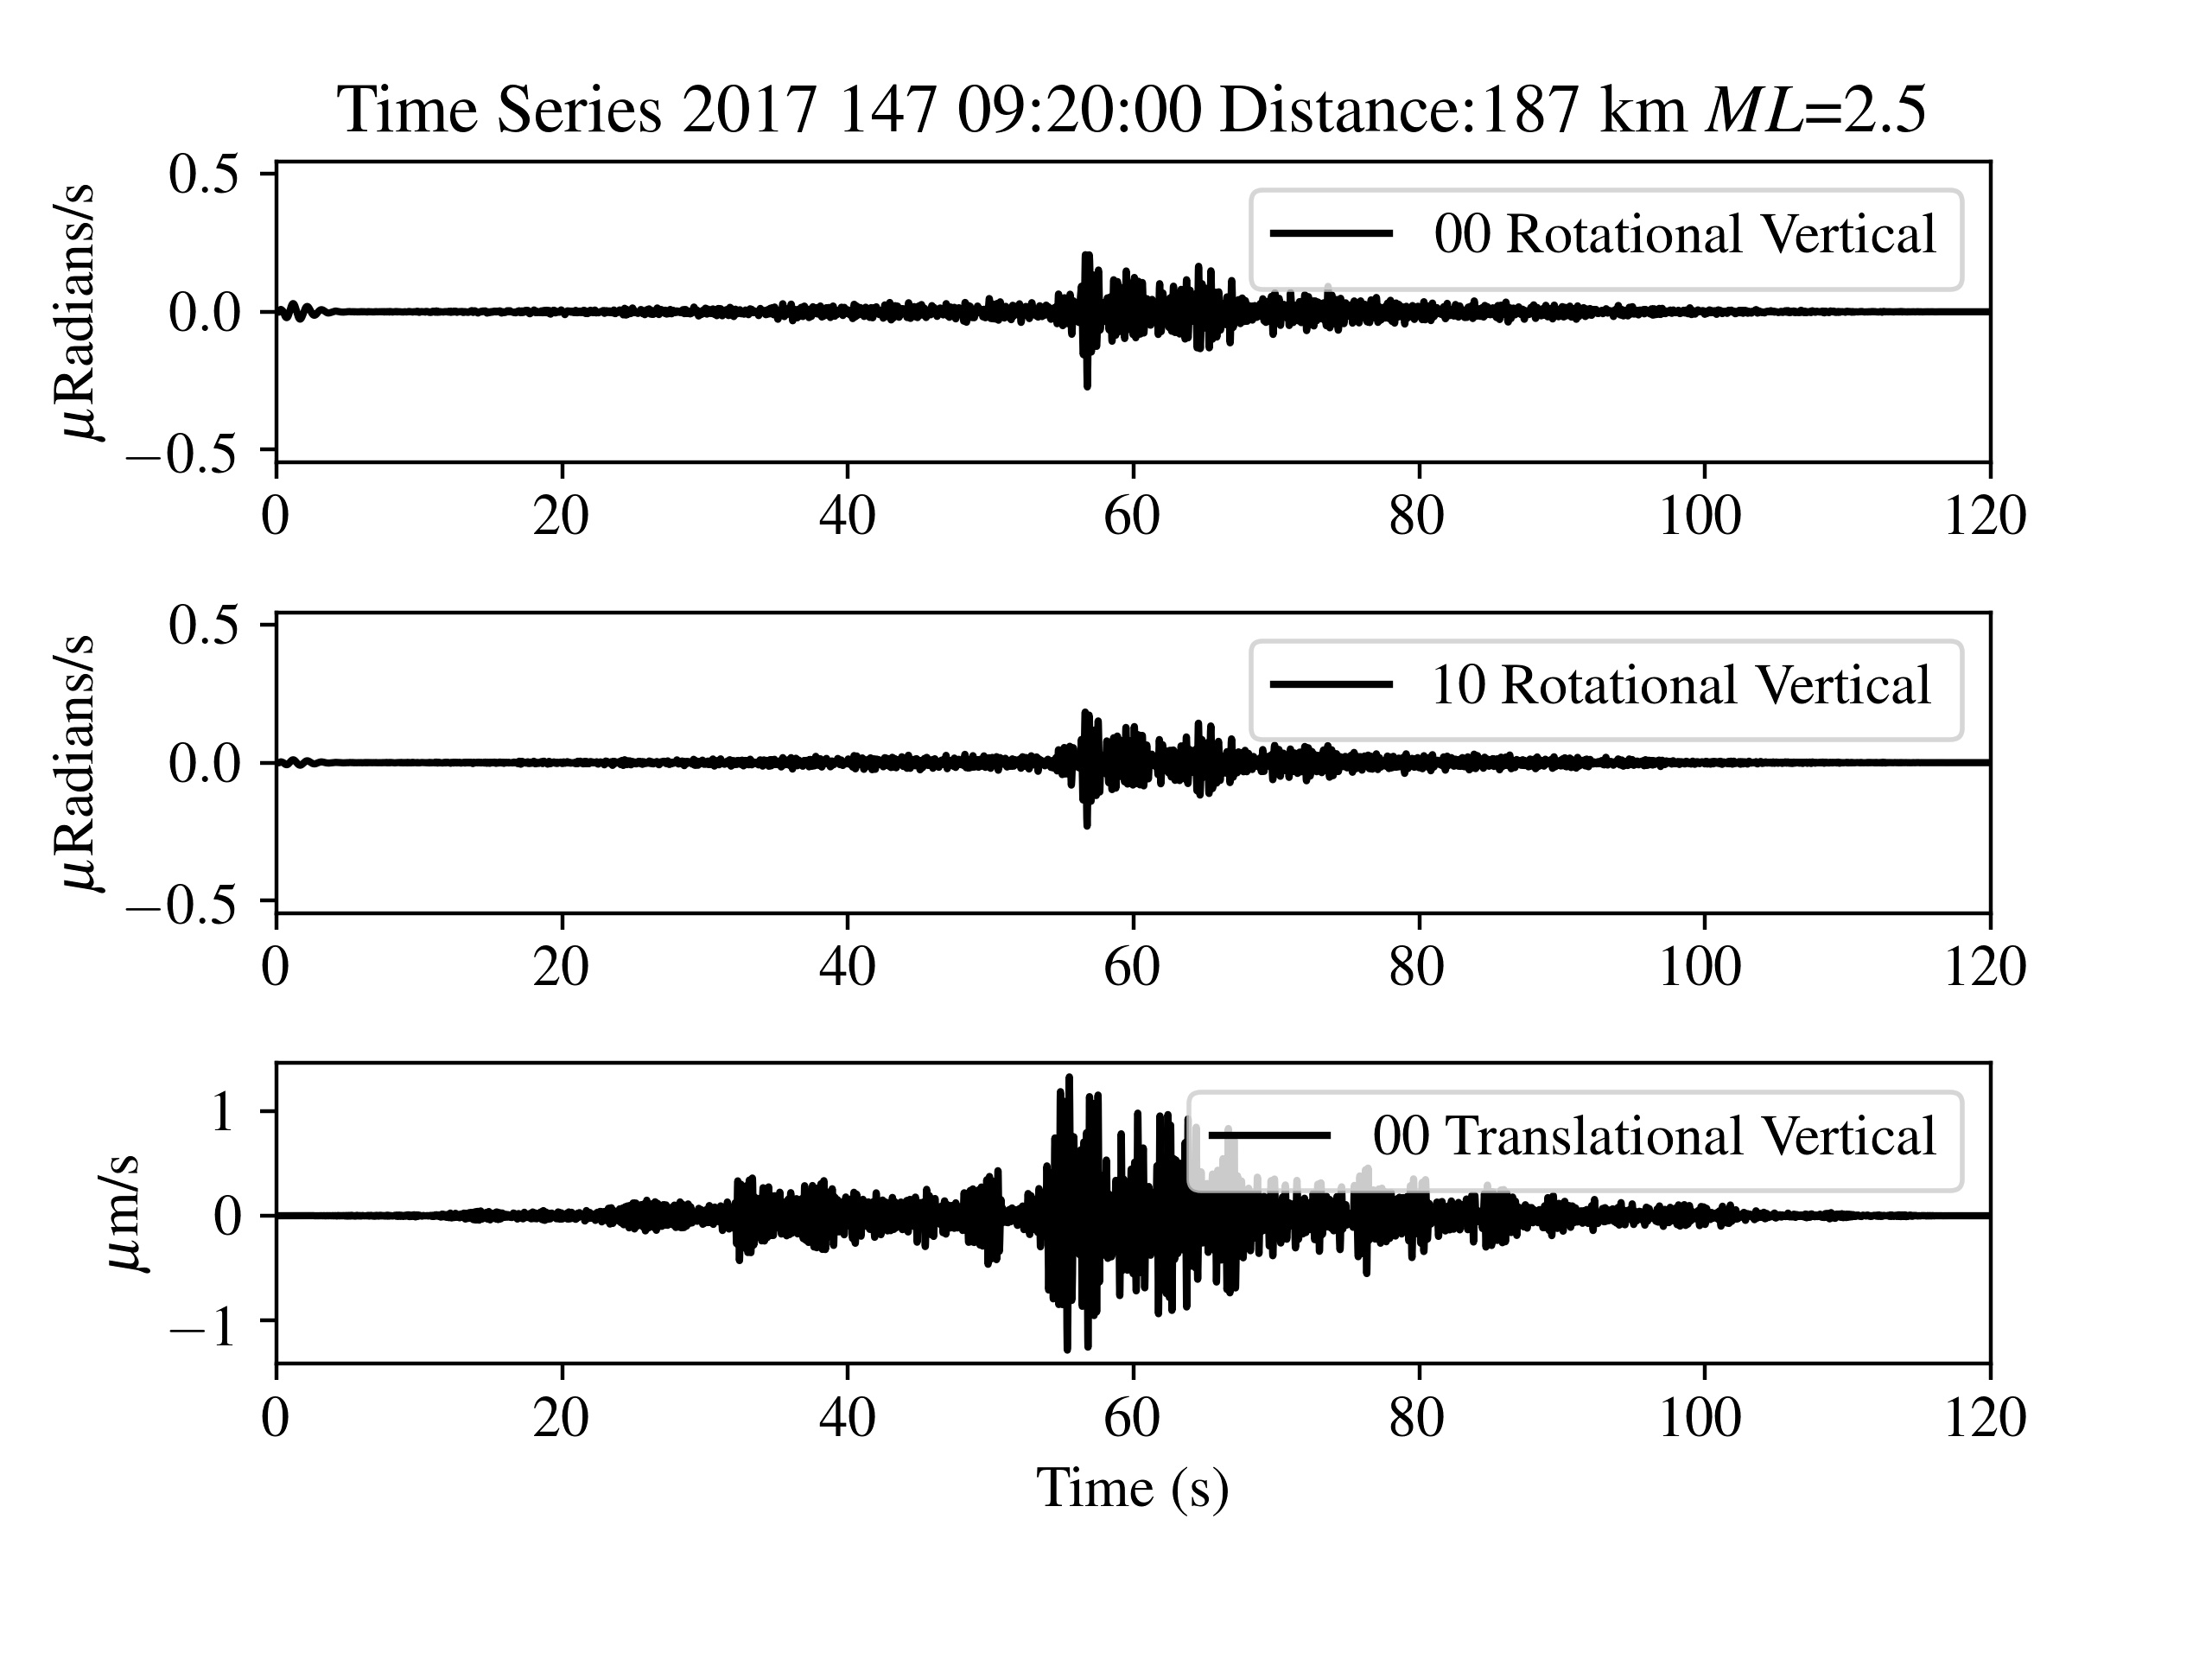 Time Series 2017 147 09:20:00 Distance:187 km ML=2.5
0.5
00 Rotational Vertical
0.0
−0.5
μRadians/s
0 20 40 60 80 100 120
0.5
10 Rotational Vertical
0.0
−0.5
μRadians/s
0 20 40 60 80 100 120
1
00 Translational Vertical
0
−1
μm/s
0 20 40 60 80 100 120
Time (s)